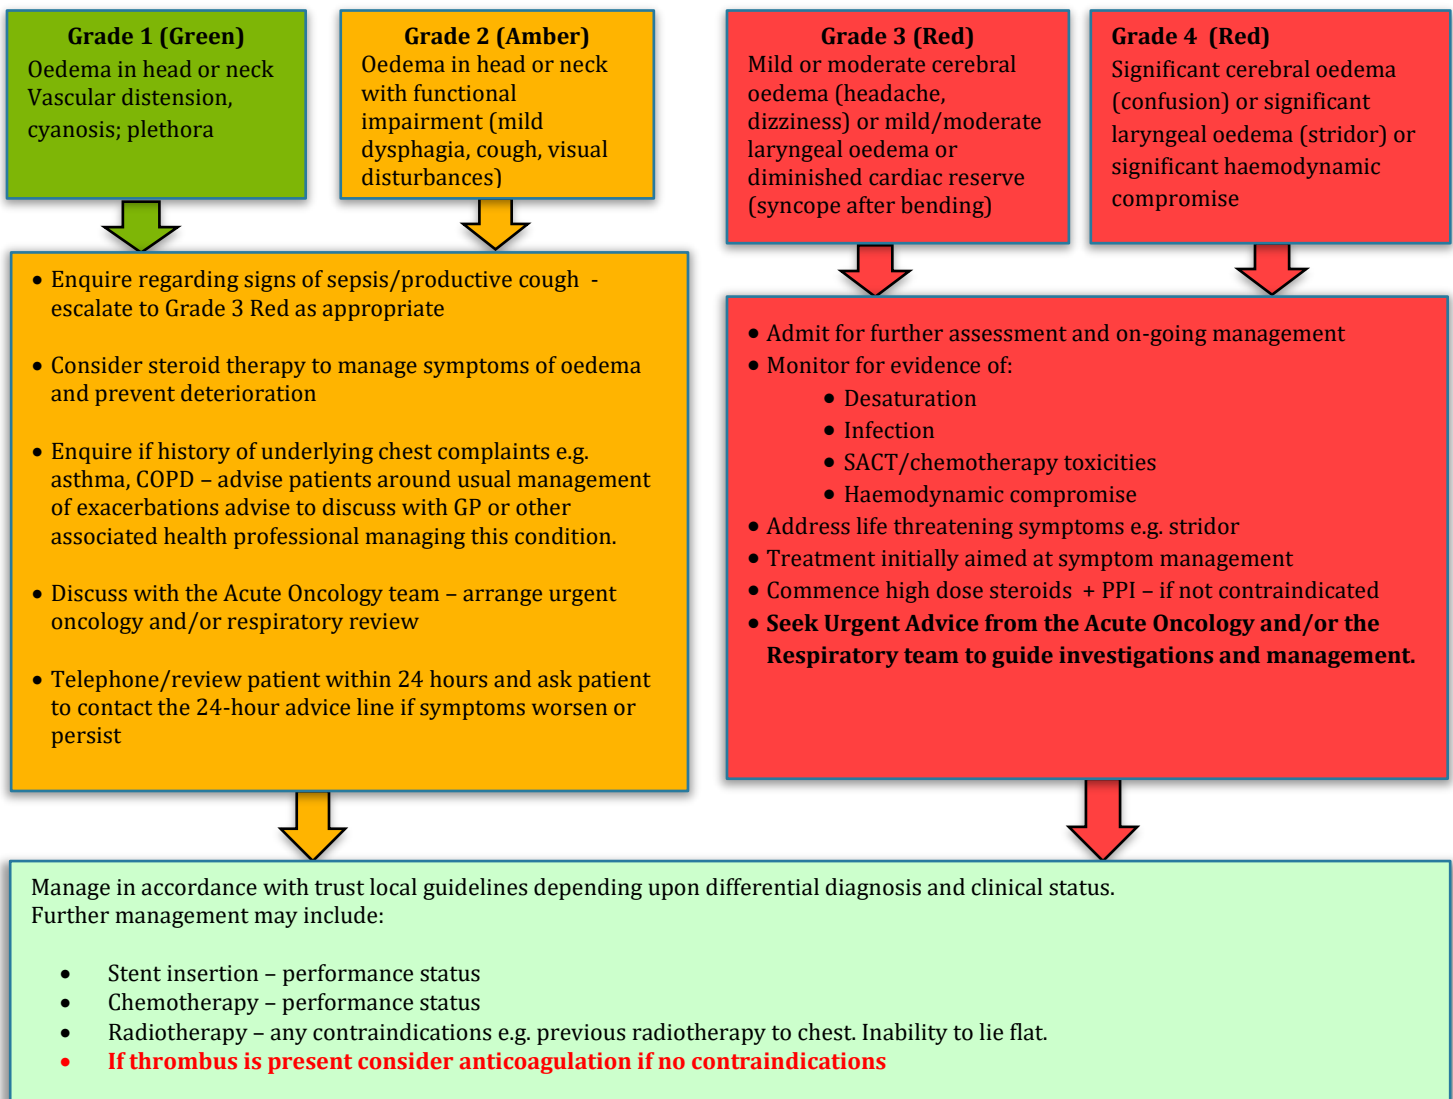 Grade 1 (Green)
Oedema in head or neck
Vascular distension,
cyanosis; plethora
Grade 2 (Amber)
Oedema in head or neck
with functional
impairment (mild
dysphagia, cough, visual
disturbances)
Grade 3 (Red)
Mild or moderate cerebral
oedema (headache,
dizziness) or mild/moderate
laryngeal oedema or
diminished cardiac reserve
(syncope after bending)
Grade 4 (Red)
Significant cerebral oedema
(confusion) or significant
laryngeal oedema (stridor) or
significant haemodynamic
compromise
• Enquire regarding signs of sepsis/productive cough -
escalate to Grade 3 Red as appropriate
• Consider steroid therapy to manage symptoms of oedema
and prevent deterioration
• Enquire if history of underlying chest complaints e.g.
asthma, COPD – advise patients around usual management
of exacerbations advise to discuss with GP or other
associated health professional managing this condition.
• Discuss with the Acute Oncology team – arrange urgent
oncology and/or respiratory review
• Telephone/review patient within 24 hours and ask patient
to contact the 24-hour advice line if symptoms worsen or
persist
• Admit for further assessment and on-going management
• Monitor for evidence of:
• Desaturation
• Infection
• SACT/chemotherapy toxicities
• Haemodynamic compromise
• Address life threatening symptoms e.g. stridor
• Treatment initially aimed at symptom management
• Commence high dose steroids + PPI – if not contraindicated
• Seek Urgent Advice from the Acute Oncology and/or the
Respiratory team to guide investigations and management.
Manage in accordance with trust local guidelines depending upon differential diagnosis and clinical status.
Further management may include:
• Stent insertion – performance status
• Chemotherapy – performance status
• Radiotherapy – any contraindications e.g. previous radiotherapy to chest. Inability to lie flat.
• If thrombus is present consider anticoagulation if no contraindications